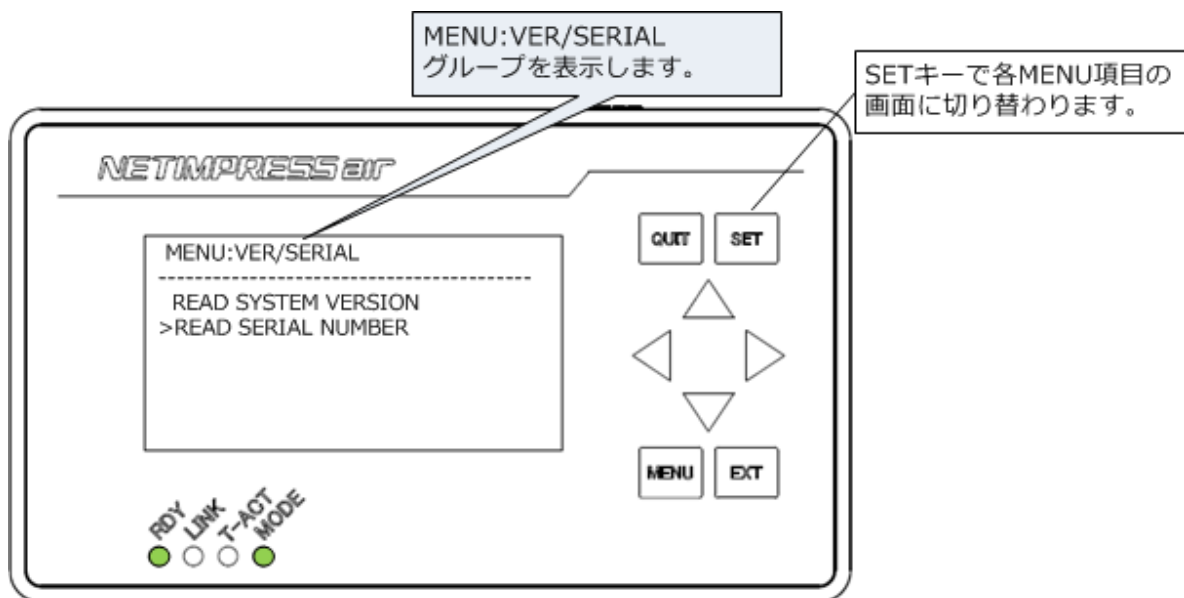 MENU:VER/SERIAL
グループを表示します。
SETキーで各MENU項目の
画面に切り替わります。
NETIMPRESS air
MENU:VER/SERIAL
READ SYSTEM VERSION
>READ SERIAL NUMBER
QUIT
SET
MENU
EXT
RDY
LINK
T-ACT
MODE